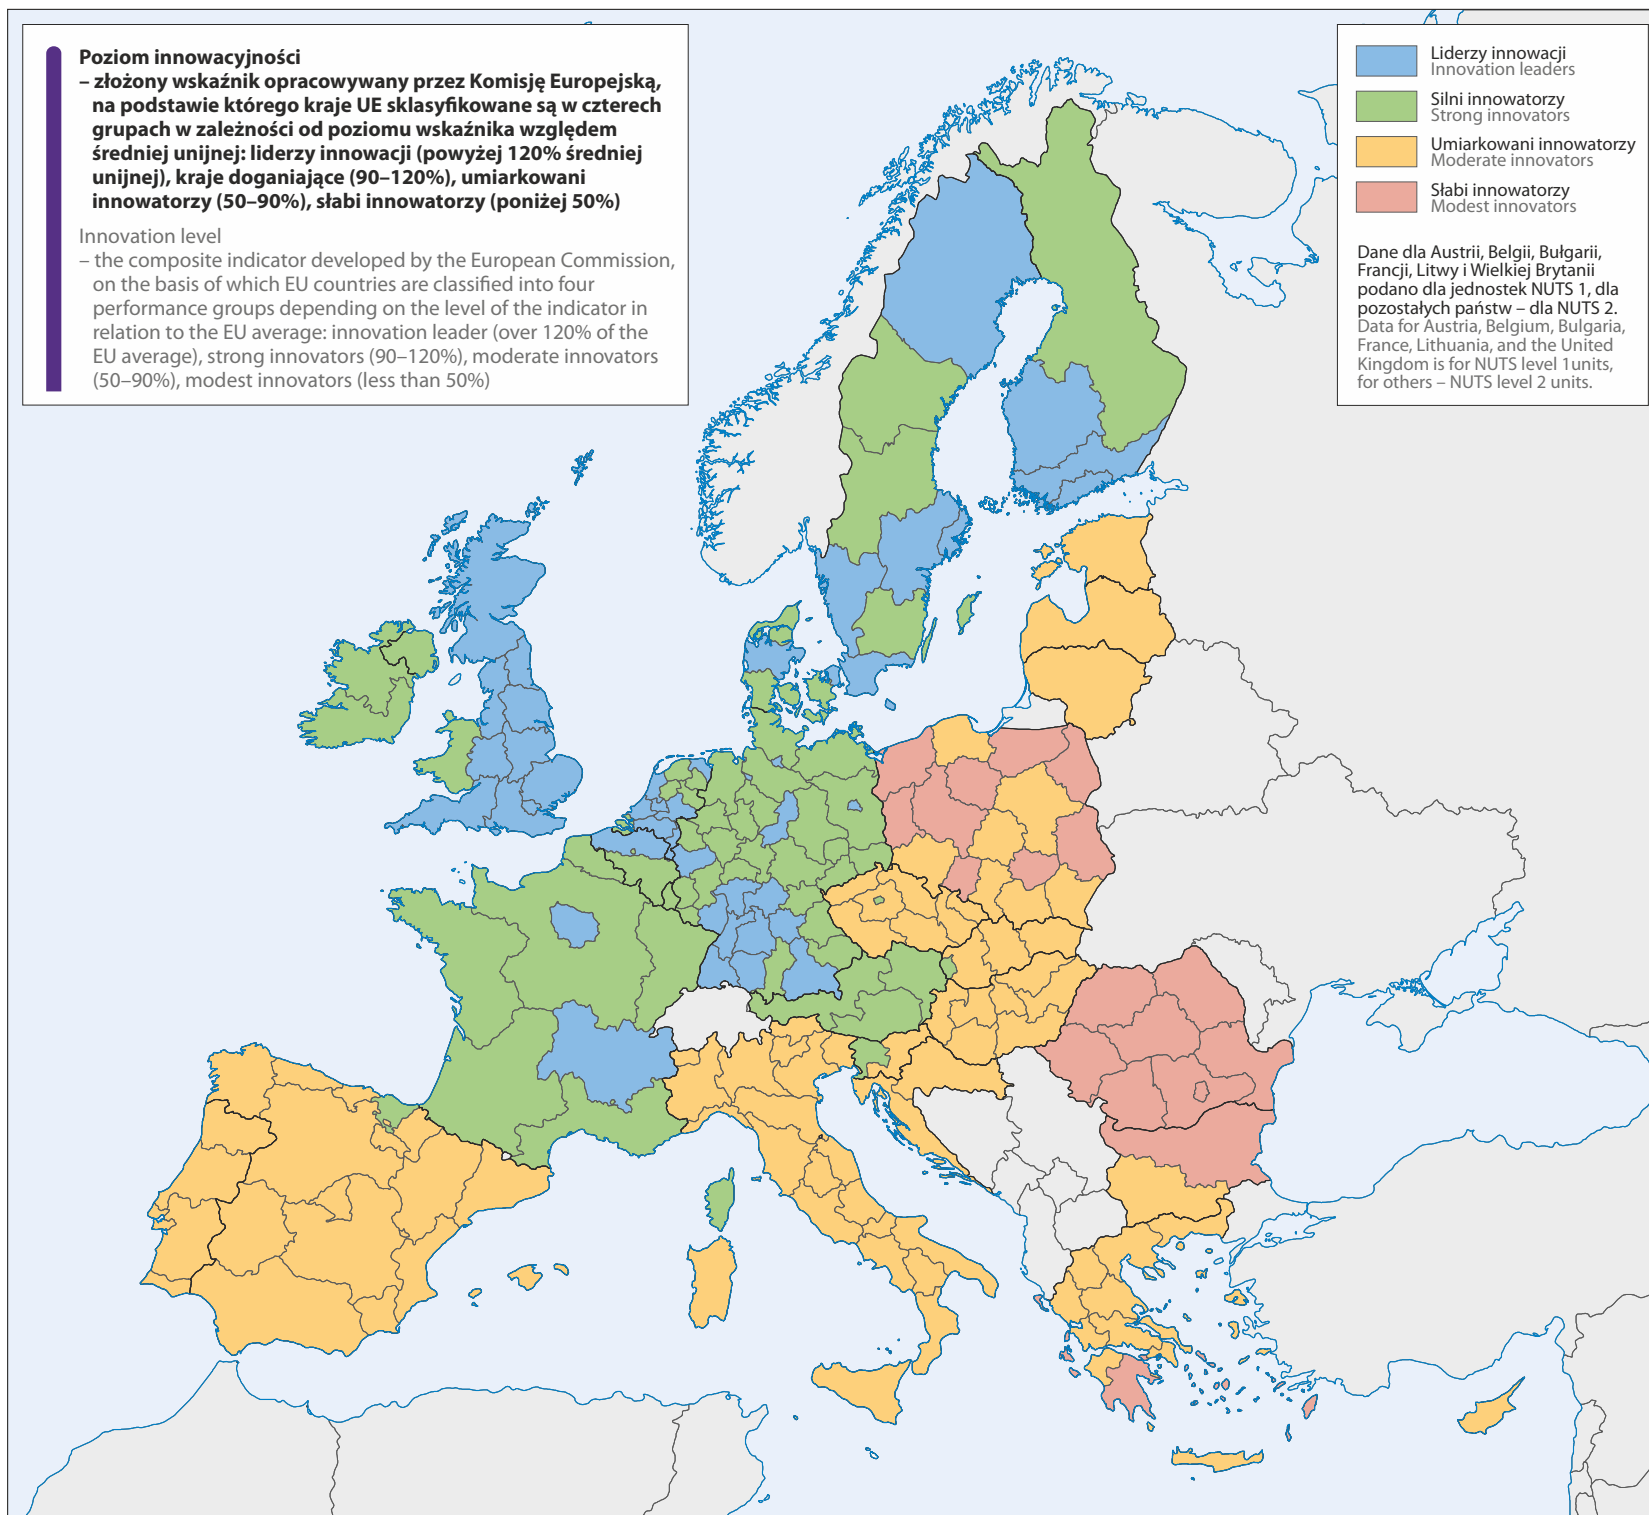 Poziom innowacyjności
– złożony wskaźnik opracowywany przez Komisję Europejską,
na podstawie którego kraje UE sklasyfikowane są w czterech
grupach w zależności od poziomu wskaźnika względem
średniej unijnej: liderzy innowacji (powyżej 120% średniej
unijnej), kraje doganiające (90–120%), umiarkowani
innowatorzy (50–90%), słabi innowatorzy (poniżej 50%)
Innovation level
– the composite indicator developed by the European Commission,
on the basis of which EU countries are classified into four
performance groups depending on the level of the indicator in
relation to the EU average: innovation leader (over 120% of the
EU average), strong innovators (90–120%), moderate innovators
(50–90%), modest innovators (less than 50%)
Liderzy innowacji
Innovation leaders
Silni innowatorzy
Strong innovators
Umiarkowani innowatorzy
Moderate innovators
Słabi innowatorzy
Modest innovators
Dane dla Austrii, Belgii, Bułgarii,
Francji, Litwy i Wielkiej Brytanii
podano dla jednostek NUTS 1, dla
pozostałych państw – dla NUTS 2.
Data for Austria, Belgium, Bulgaria,
France, Lithuania, and the United
Kingdom is for NUTS level 1units,
for others – NUTS level 2 units.